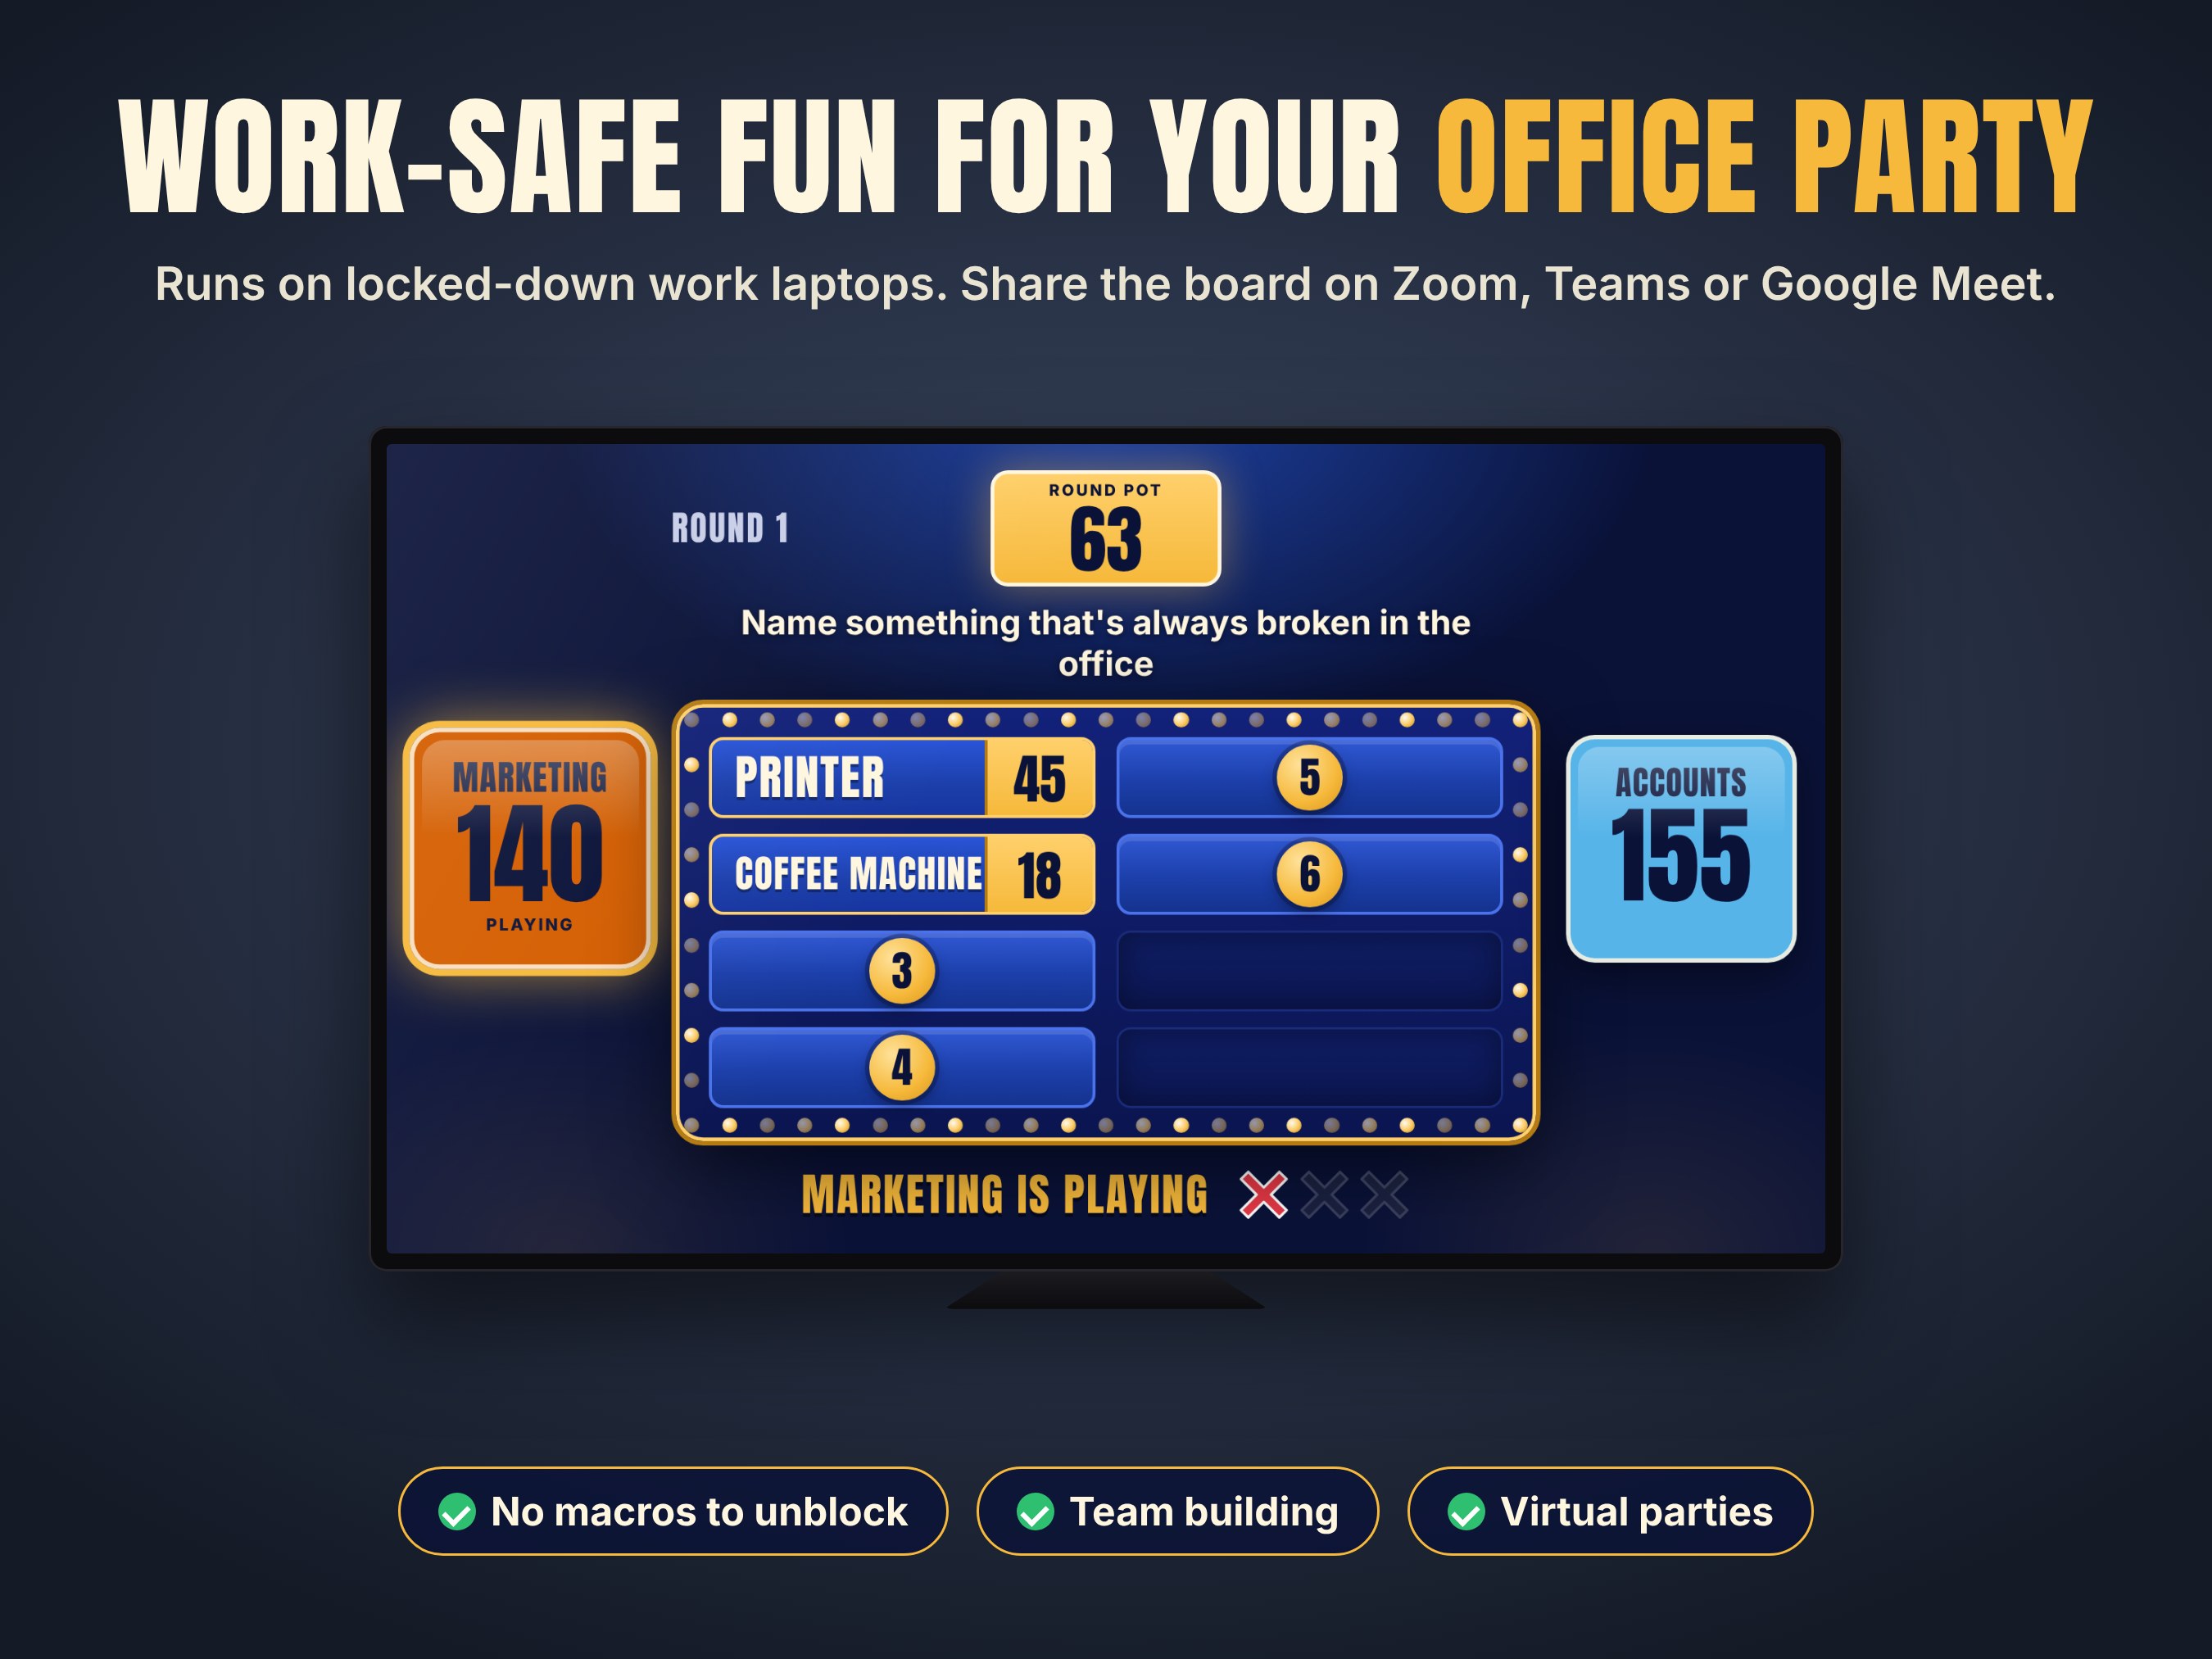 WORK-SAFE FUN FOR YOUR OFFICE PARTY
Runs on locked-down work laptops. Share the board on Zoom, Teams or Google Meet.
ROUND 1
ROUND POT
63
Name something that's always broken in the
office
MARKETING
140
PLAYING
PRINTER 45
COFFEE MACHINE 18
3
4
5
6
ACCOUNTS
155
MARKETING IS PLAYING
No macros to unblock
Team building
Virtual parties